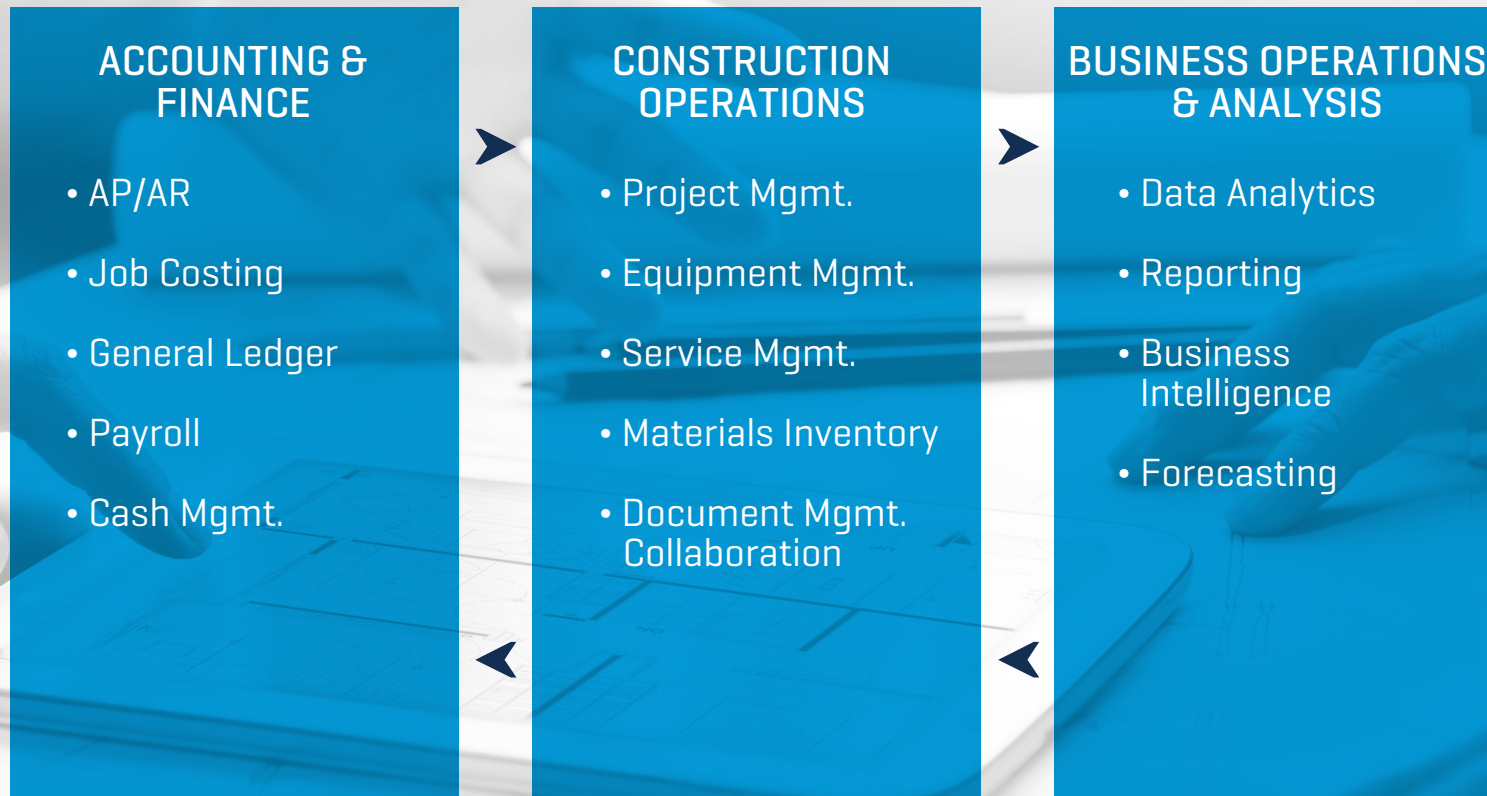 ACCOUNTING &
FINANCE
• AP/AR
• Job Costing
• General Ledger
• Payroll
• Cash Mgmt.
CONSTRUCTION
OPERATIONS
• Project Mgmt.
• Equipment Mgmt.
• Service Mgmt.
• Materials Inventory
• Document Mgmt.
Collaboration
BUSINESS OPERATIONS
& ANALYSIS
• Data Analytics
• Reporting
• Business
Intelligence
• Forecasting